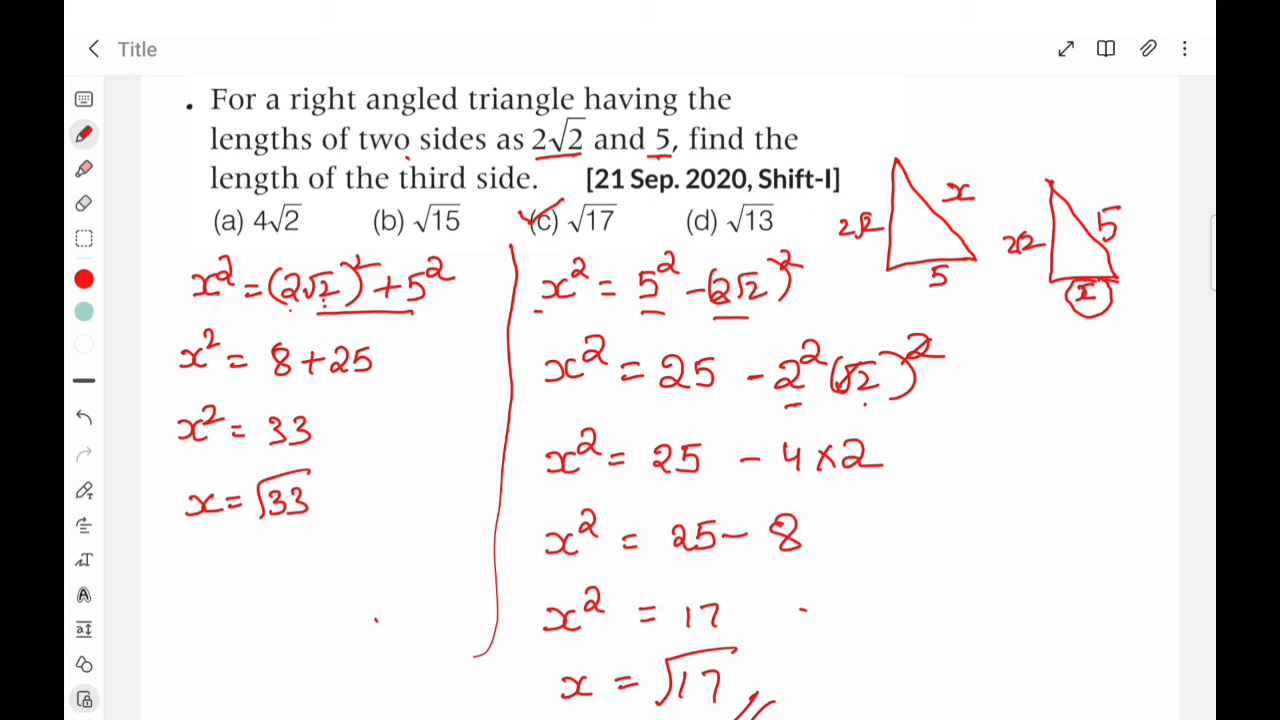 Title
. For a right angled triangle having the
lengths of two sides as 2√2 and 5, find the
length of the third side. [21 Sep. 2020, Shift-I]
(a) 4√2 (b) √15 (c) √17 (d) √13
x
2√2
5
2√2
5
x
x² = (2√2)² + 5²
x² = 8 + 25
x² = 33
x = √33
x² = 5² - (2√2)²
x² = 25 - 2² (√2)²
x² = 25 - 4 × 2
x² = 25 - 8
x² = 17
x = √17